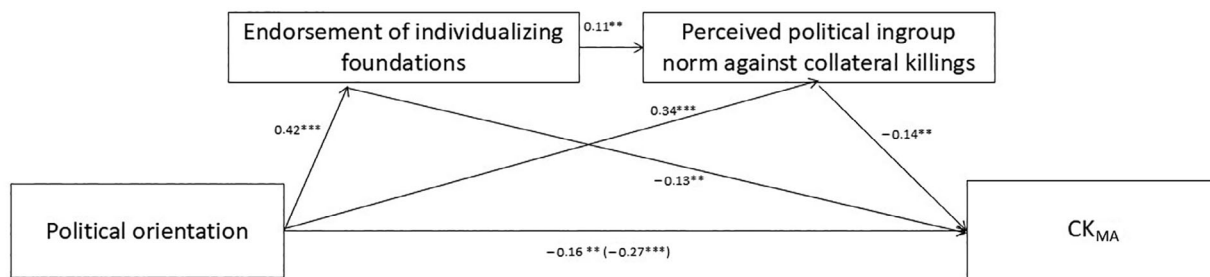 Endorsement of individualizing
foundations
0.11**
Perceived political ingroup
norm against collateral killings
0.42***
0.34***
−0.14**
−0.13**
Political orientation
−0.16 ** (−0.27***)
CKMA